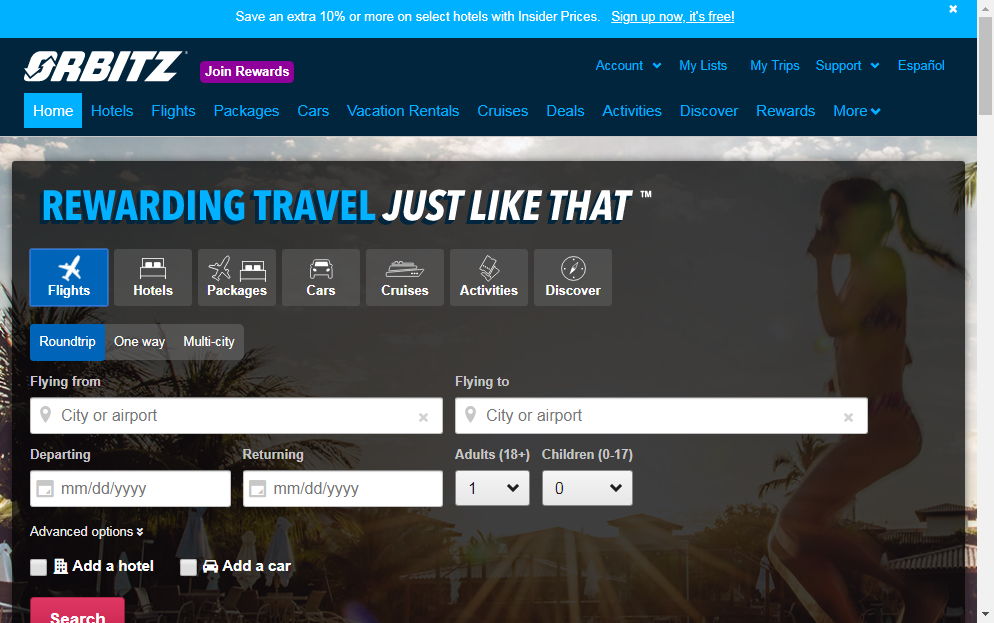 Save an extra 10% or more on select hotels with Insider Prices. Sign up now, it's free!
ORBITZ Join Rewards
Account My Lists My Trips Support Español
Home Hotels Flights Packages Cars Vacation Rentals Cruises Deals Activities Discover Rewards More
REWARDING TRAVEL JUST LIKE THAT ™
Flights Hotels Packages Cars Cruises Activities Discover
Roundtrip One way Multi-city
Flying from Flying to
City or airport City or airport
Departing Returning Adults (18+) Children (0-17)
mm/dd/yyyy mm/dd/yyyy 1 0
Advanced options
Add a hotel Add a car
Search